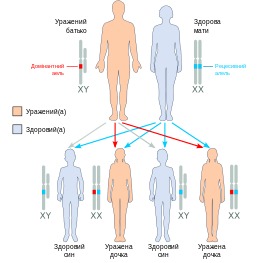 Уражений
батько
Здорова
мати
Домінантний
алель
Рецесивний
алель
XY
XX
Уражений(а)
Здоровий(а)
XY
XX
XY
XX
Здоровий
син
Уражена
дочка
Здоровий
син
Уражена
дочка